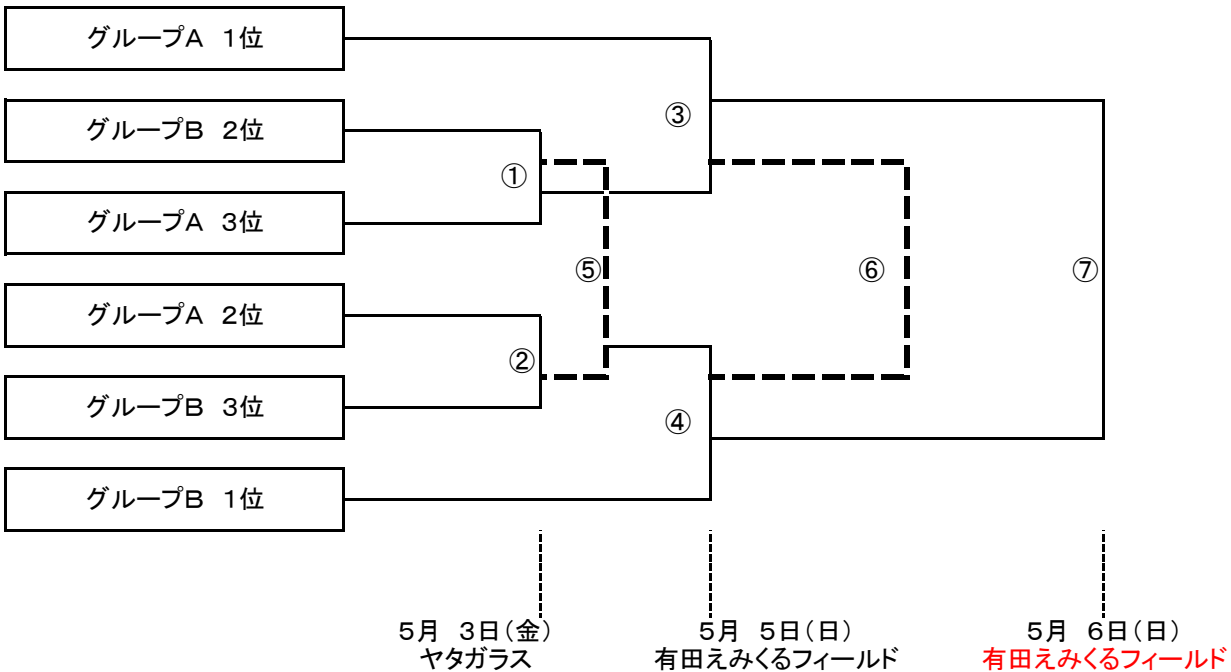 グループA 1位
③
グループB 2位
①
グループA 3位
⑤
⑥
⑦
グループA 2位
②
グループB 3位
④
グループB 1位
5月 3日(金)
ヤタガラス
5月 5日(日)
有田えみくるフィールド
5月 6日(日)
有田えみくるフィールド